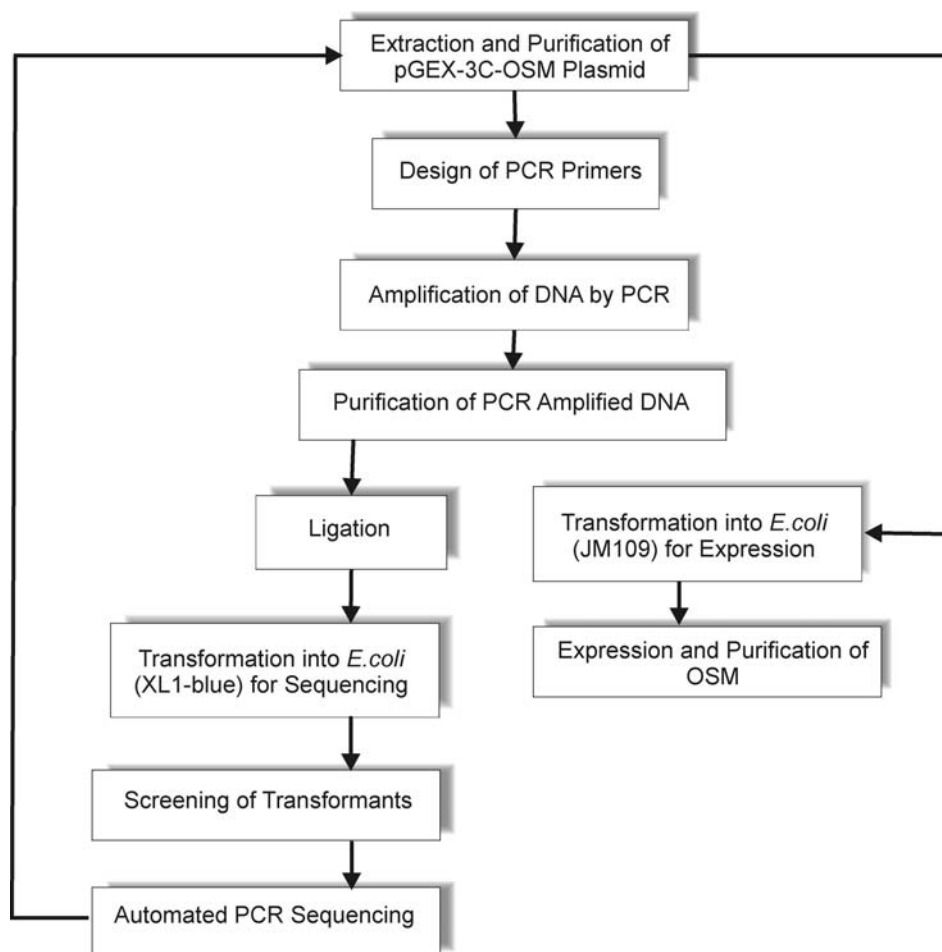 Extraction and Purification of
pGEX-3C-OSM Plasmid
Design of PCR Primers
Amplification of DNA by PCR
Purification of PCR Amplified DNA
Ligation
Transformation into E.coli
(XL1-blue) for Sequencing
Screening of Transformants
Automated PCR Sequencing
Transformation into E.coli
(JM109) for Expression
Expression and Purification of
OSM